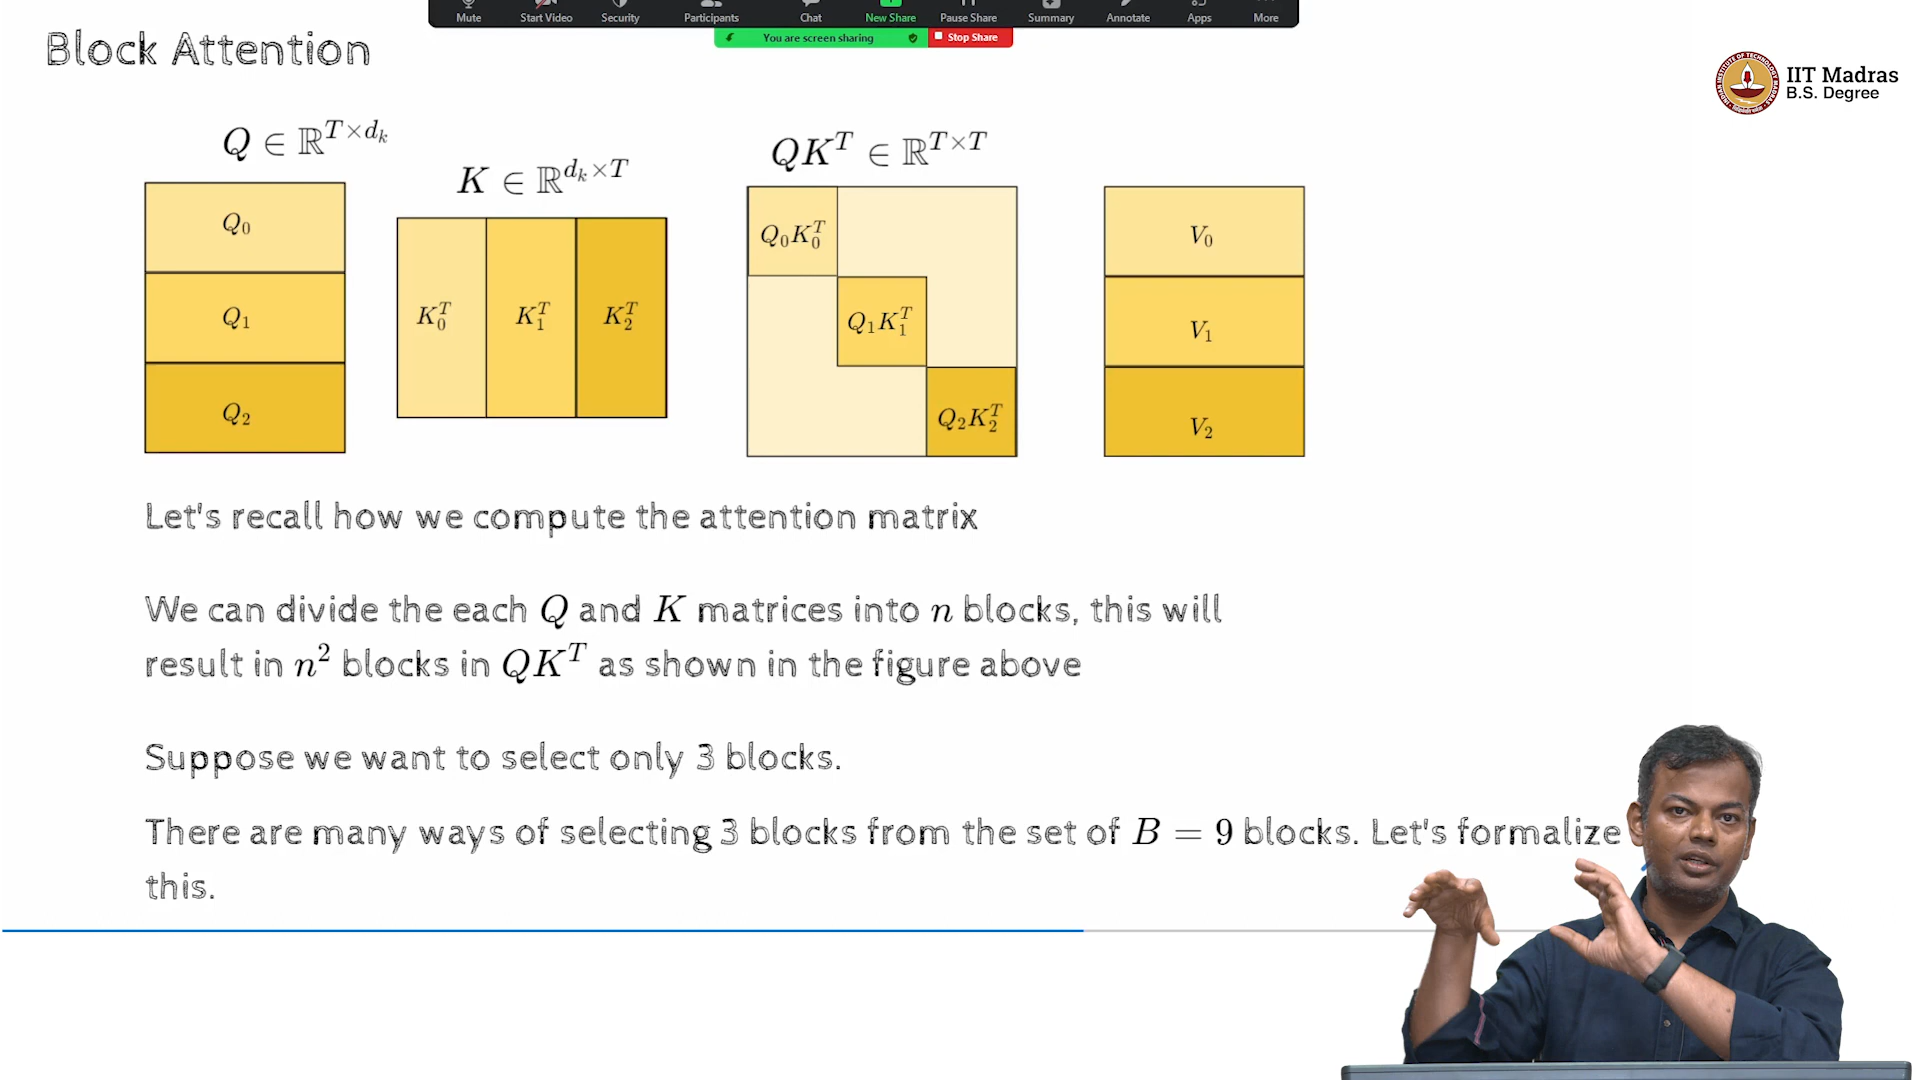 Mute Start Video Security Participants Chat New Share Pause Share Summary Annotate Apps More
You are screen sharing Stop Share
Block Attention
IIT Madras
B.S. Degree
Q ∈ ℝ^{T×d_k}
K ∈ ℝ^{d_k×T}
QK^T ∈ ℝ^{T×T}
Q_0
Q_1
Q_2
K_0^T K_1^T K_2^T
Q_0K_0^T
Q_1K_1^T
Q_2K_2^T
V_0
V_1
V_2
Let's recall how we compute the attention matrix
We can divide the each Q and K matrices into n blocks, this will
result in n^2 blocks in QK^T as shown in the figure above
Suppose we want to select only 3 blocks.
There are many ways of selecting 3 blocks from the set of B = 9 blocks. Let's formalize
this.